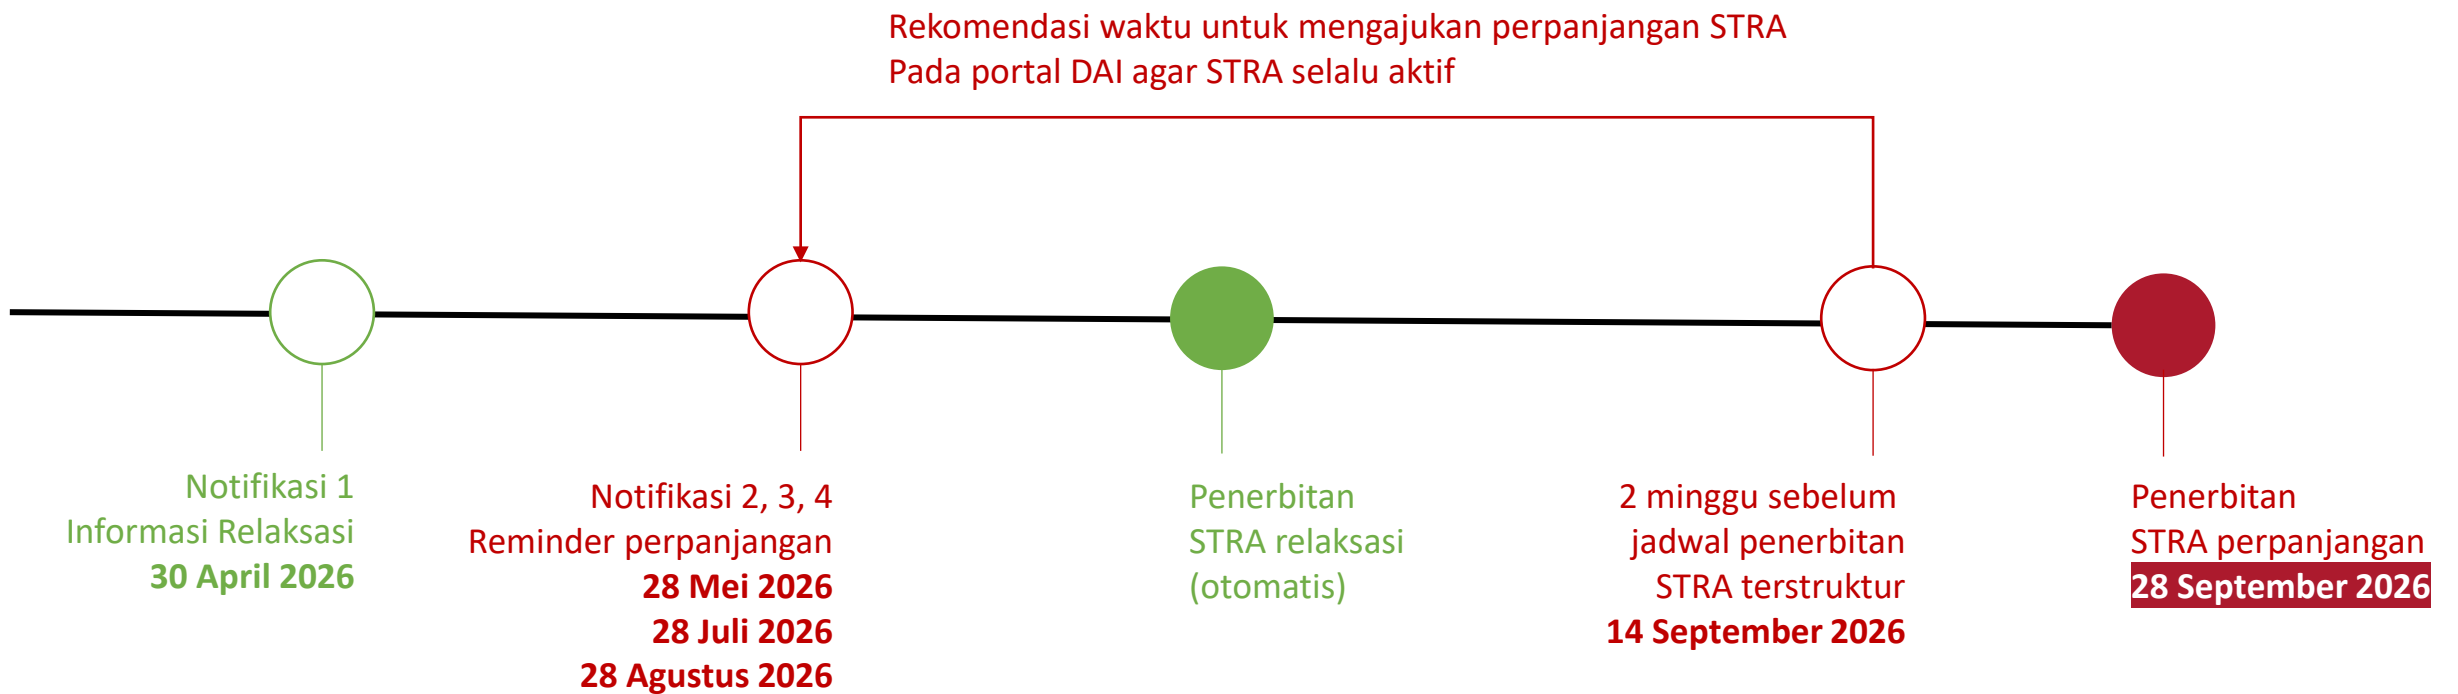 Rekomendasi waktu untuk mengajukan perpanjangan STRA
Pada portal DAI agar STRA selalu aktif
Notifikasi 1
Informasi Relaksasi
30 April 2026
Notifikasi 2, 3, 4
Reminder perpanjangan
28 Mei 2026
28 Juli 2026
28 Agustus 2026
Penerbitan
STRA relaksasi
(otomatis)
2 minggu sebelum
jadwal penerbitan
STRA terstruktur
14 September 2026
Penerbitan
STRA perpanjangan
28 September 2026